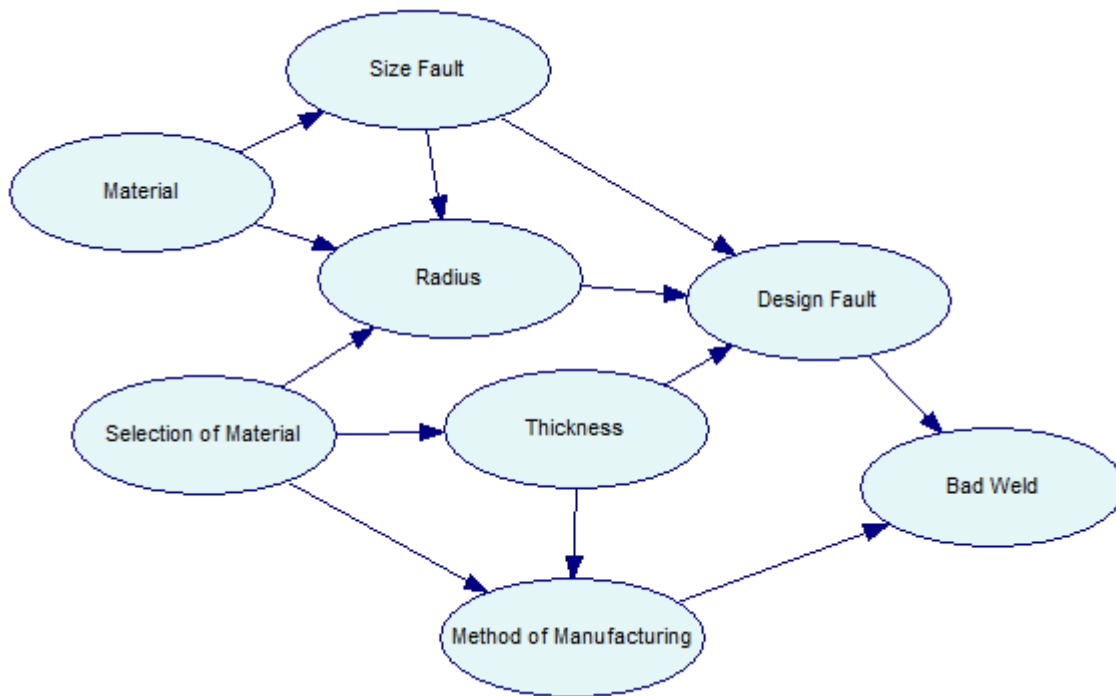 Size Fault
Material
Radius
Design Fault
Selection of Material
Thickness
Bad Weld
Method of Manufacturing